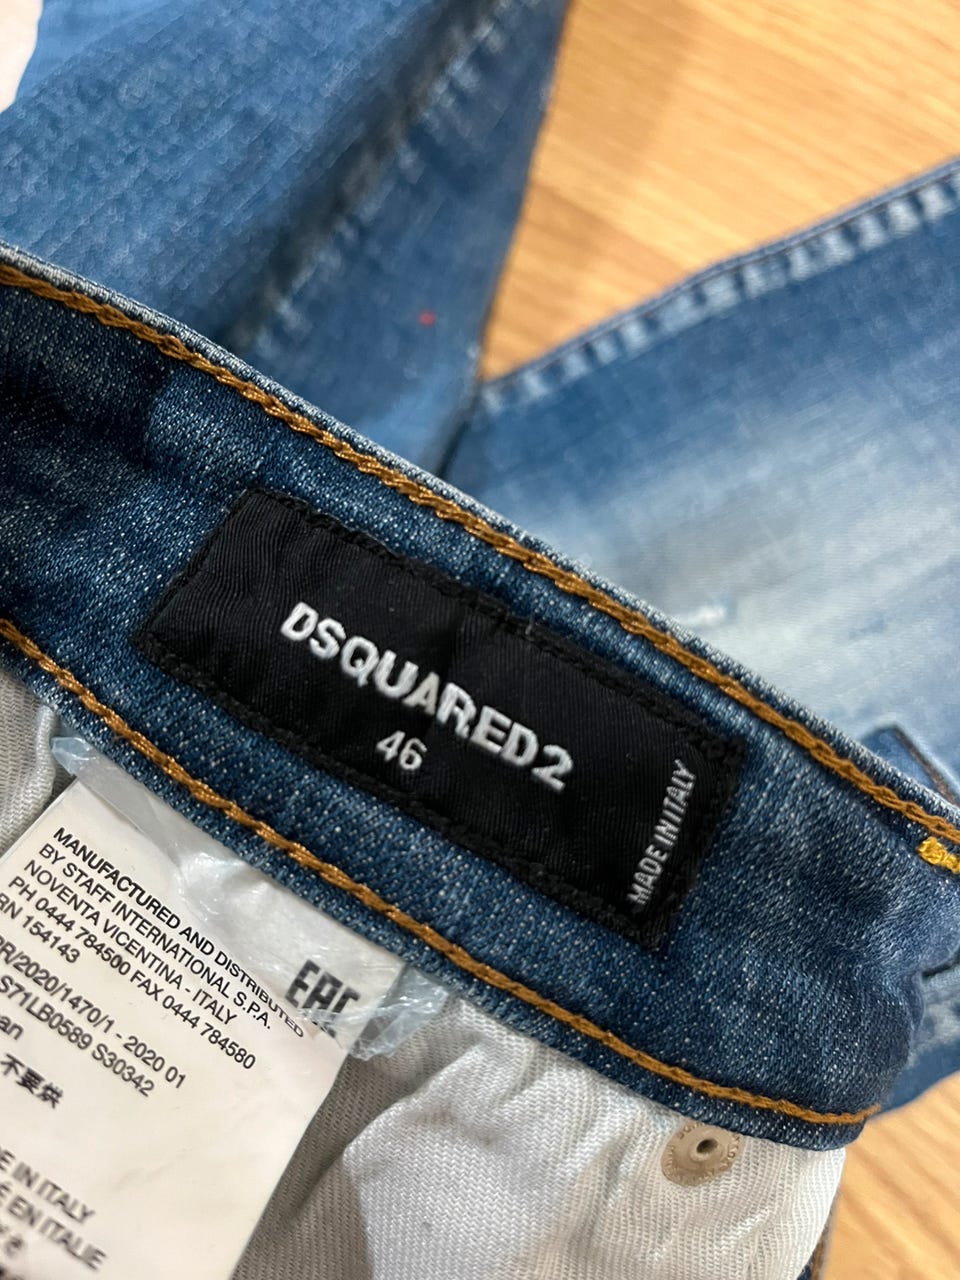 DSQUARED2
46
MADE IN ITALY
MANUFACTURED AND DISTRIBUTED
BY STAFF INTERNATIONAL S.P.A.
NOVENTA VICENTINA - ITALY
PH 0444 784500 FAX 0444 784580
RN 154143
EAC
/2020/1470/1 - 2020 01
S71LB0589 S30342
不要烘
IN ITALY
EN ITALIE